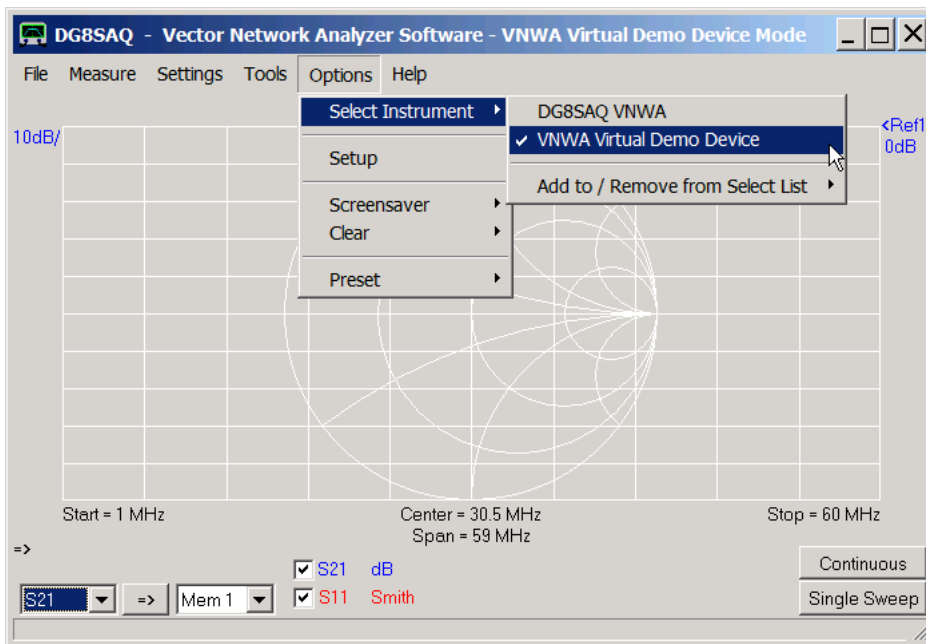 DG8SAQ - Vector Network Analyzer Software - VNWA Virtual Demo Device Mode
File Measure Settings Tools Options Help
Select Instrument
DG8SAQ VNWA
VNWA Virtual Demo Device
Add to / Remove from Select List
Setup
Screensaver
Clear
Preset
10dB/
<Ref1
0dB
Start = 1 MHz Center = 30.5 MHz Stop = 60 MHz
Span = 59 MHz
=>
S21 dB
Continuous
S21 => Mem 1
S11 Smith
Single Sweep